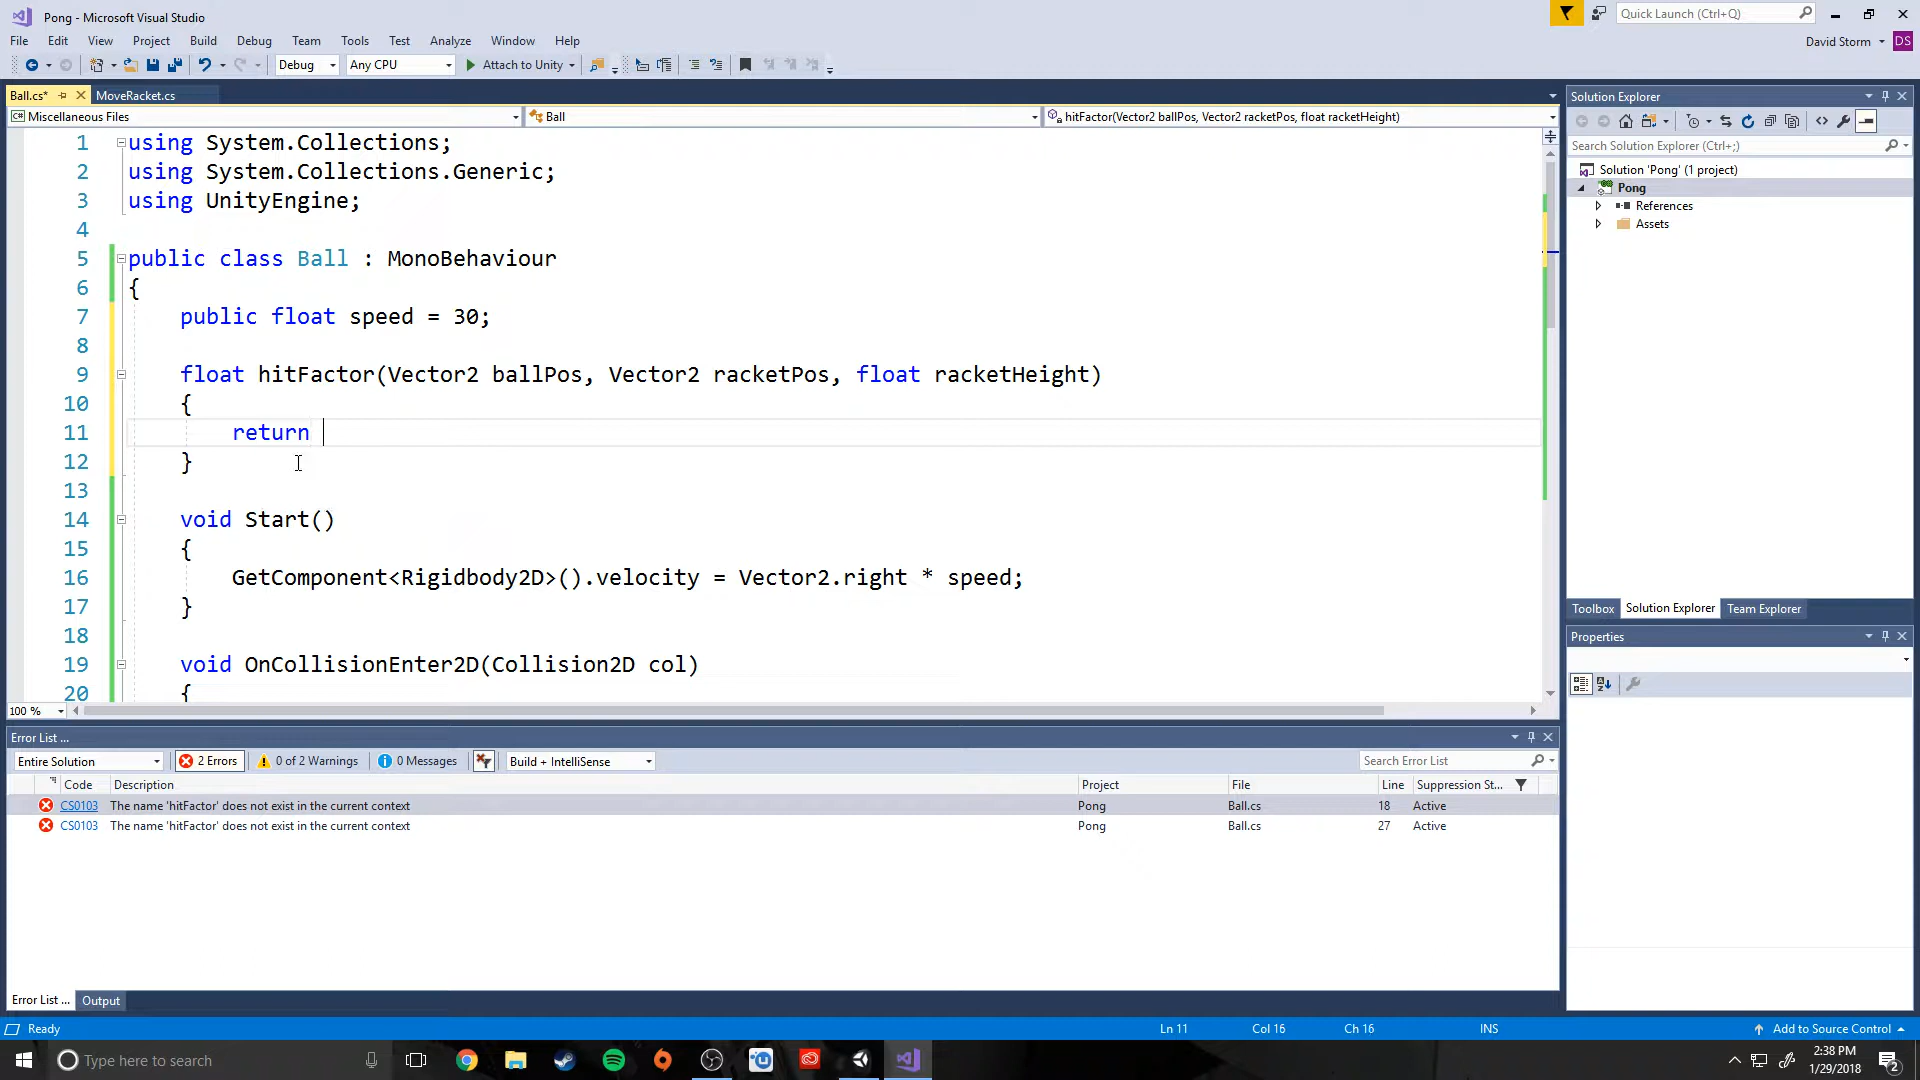 Pong - Microsoft Visual Studio
Quick Launch (Ctrl+Q)
File Edit View Project Build Debug Team Tools Test Analyze Window Help
David Storm DS
Debug Any CPU Attach to Unity
Ball.cs* MoveRacket.cs
Miscellaneous Files Ball hitFactor(Vector2 ballPos, Vector2 racketPos, float racketHeight)
1 using System.Collections;
2 using System.Collections.Generic;
3 using UnityEngine;
4
5 public class Ball : MonoBehaviour
6 {
7 public float speed = 30;
8
9 float hitFactor(Vector2 ballPos, Vector2 racketPos, float racketHeight)
10 {
11 return
12 }
13
14 void Start()
15 {
16 GetComponent<Rigidbody2D>().velocity = Vector2.right * speed;
17 }
18
19 void OnCollisionEnter2D(Collision2D col)
20 {
100 %
Solution Explorer
Search Solution Explorer (Ctrl+;)
Solution 'Pong' (1 project)
Pong
References
Assets
Toolbox Solution Explorer Team Explorer
Properties
Error List ...
Entire Solution 2 Errors 0 of 2 Warnings 0 Messages Build + IntelliSense Search Error List
Code Description Project File Line Suppression St...
CS0103 The name 'hitFactor' does not exist in the current context Pong Ball.cs 18 Active
CS0103 The name 'hitFactor' does not exist in the current context Pong Ball.cs 27 Active
Error List ... Output
Ready Ln 11 Col 16 Ch 16 INS Add to Source Control
Type here to search
2:38 PM
1/29/2018
2